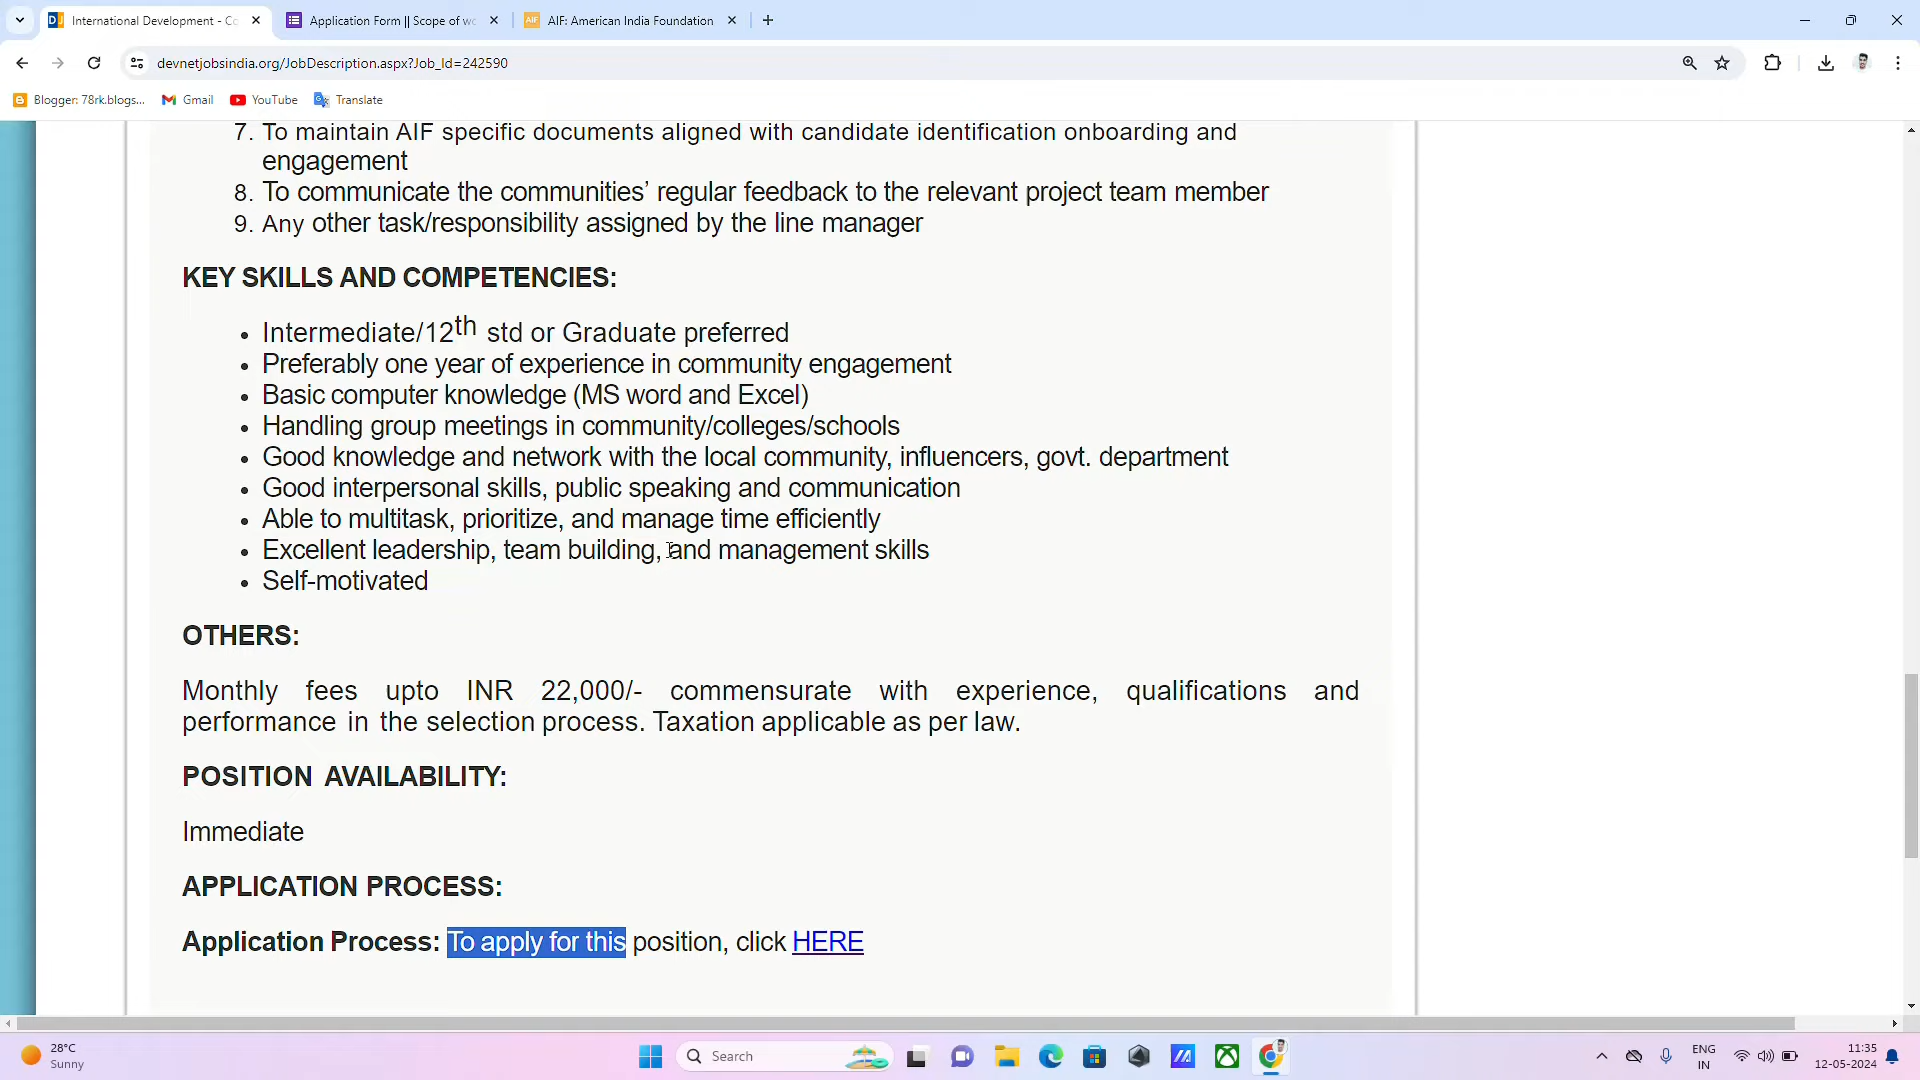 International Development - Co
Application Form || Scope of wo
AIF: American India Foundation
devnetjobsindia.org/JobDescription.aspx?Job_Id=242590
Blogger: 78rk.blogs...
Gmail
YouTube
Translate
7. To maintain AIF specific documents aligned with candidate identification onboarding and
engagement
8. To communicate the communities’ regular feedback to the relevant project team member
9. Any other task/responsibility assigned by the line manager
KEY SKILLS AND COMPETENCIES:
• Intermediate/12th std or Graduate preferred
• Preferably one year of experience in community engagement
• Basic computer knowledge (MS word and Excel)
• Handling group meetings in community/colleges/schools
• Good knowledge and network with the local community, influencers, govt. department
• Good interpersonal skills, public speaking and communication
• Able to multitask, prioritize, and manage time efficiently
• Excellent leadership, team building, and management skills
• Self-motivated
OTHERS:
Monthly fees upto INR 22,000/- commensurate with experience, qualifications and
performance in the selection process. Taxation applicable as per law.
POSITION AVAILABILITY:
Immediate
APPLICATION PROCESS:
Application Process: To apply for this position, click HERE
28°C
Sunny
Search
ENG
IN
11:35
12-05-2024